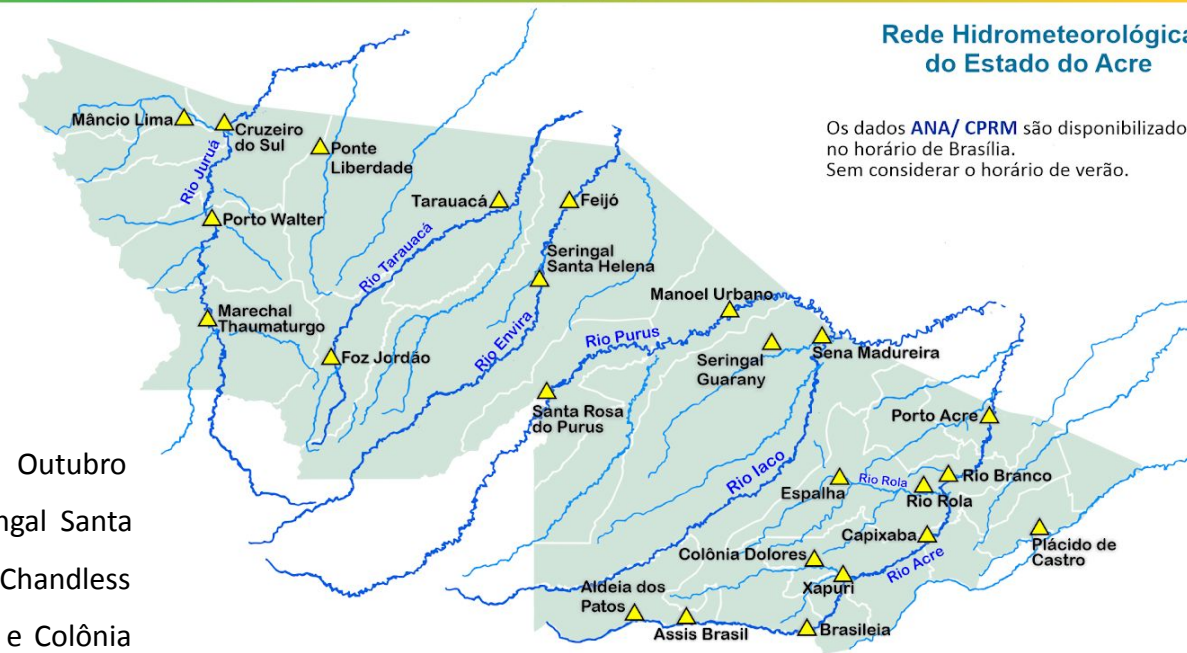 Rede Hidrometeorológica
do Estado do Acre
Os dados ANA/ CPRM são disponibilizado
no horário de Brasília.
Sem considerar o horário de verão.
Mâncio Lima
Cruzeiro
do Sul
Ponte
Liberdade
Rio Juruá
Tarauacá
Feijó
Porto Walter
Rio Tarauacá
Seringal
Santa Helena
Manoel Urbano
Marechal
Thaumaturgo
Rio Envira
Rio Purus
Foz Jordão
Seringal
Guarany
Sena Madureira
Santa Rosa
do Purus
Porto Acre
Rio Iaco
Espalha
Rio Rola
Rio Branco
Rio Rola
Capixaba
Plácido de
Castro
Colônia Dolores
Rio Acre
Xapuri
Aldeia dos
Patos
Assis Brasil
Brasileia
Outubro
ngal Santa
Chandless
e Colônia